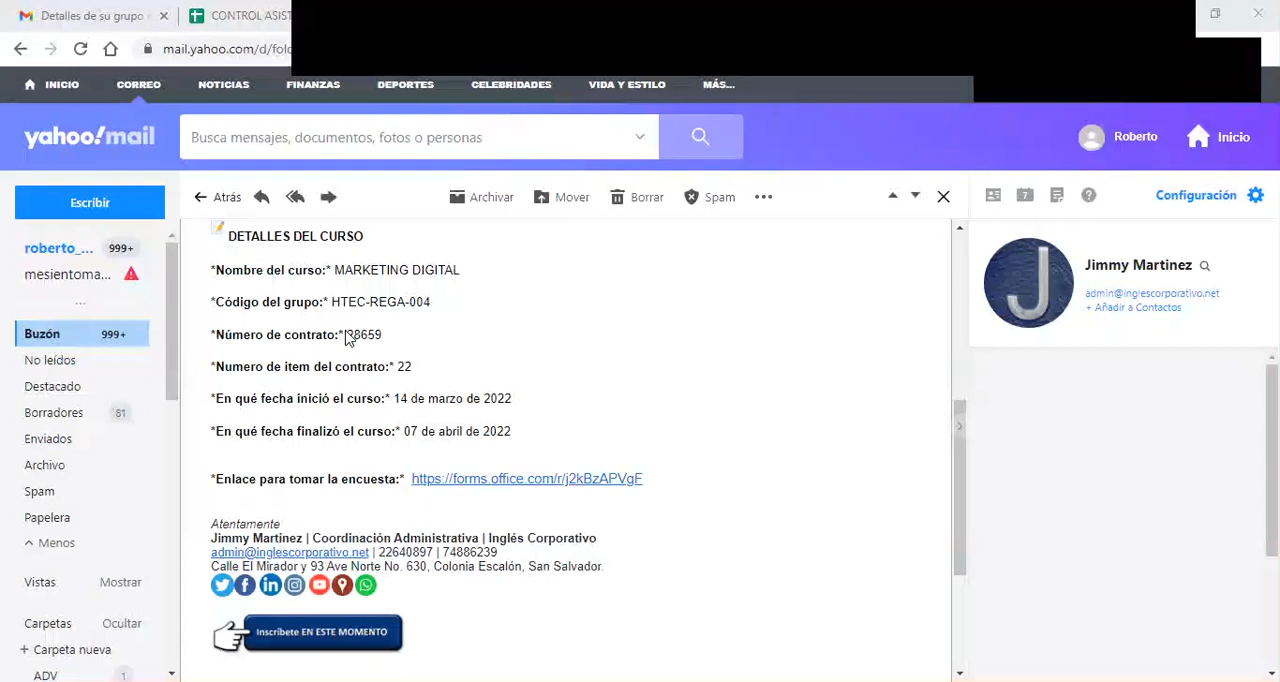 Detalles de su grupo
CONTROL ASIST
mail.yahoo.com/d/fold
INICIO CORREO NOTICIAS FINANZAS DEPORTES CELEBRIDADES VIDA Y ESTILO MÁS...
yahoo!mail
Busca mensajes, documentos, fotos o personas
Roberto
Inicio
Escribir
Atrás
Archivar Mover Borrar Spam
7
Configuración
roberto_... 999+
mesientoma...
...
Buzón 999+
No leídos
Destacado
Borradores 81
Enviados
Archivo
Spam
Papelera
Menos
Vistas Mostrar
Carpetas Ocultar
+ Carpeta nueva
ADV 1
DETALLES DEL CURSO
*Nombre del curso:* MARKETING DIGITAL
*Código del grupo:* HTEC-REGA-004
*Número de contrato:* 8659
*Numero de item del contrato:* 22
*En qué fecha inició el curso:* 14 de marzo de 2022
*En qué fecha finalizó el curso:* 07 de abril de 2022
*Enlace para tomar la encuesta:* https://forms.office.com/r/j2kBzAPVgF
Atentamente
Jimmy Martínez | Coordinación Administrativa | Inglés Corporativo
admin@inglescorporativo.net | 22640897 | 74886239
Calle El Mirador y 93 Ave Norte No. 630, Colonia Escalón, San Salvador.
Inscríbete EN ESTE MOMENTO
J
Jimmy Martinez
admin@inglescorporativo.net
+ Añadir a Contactos